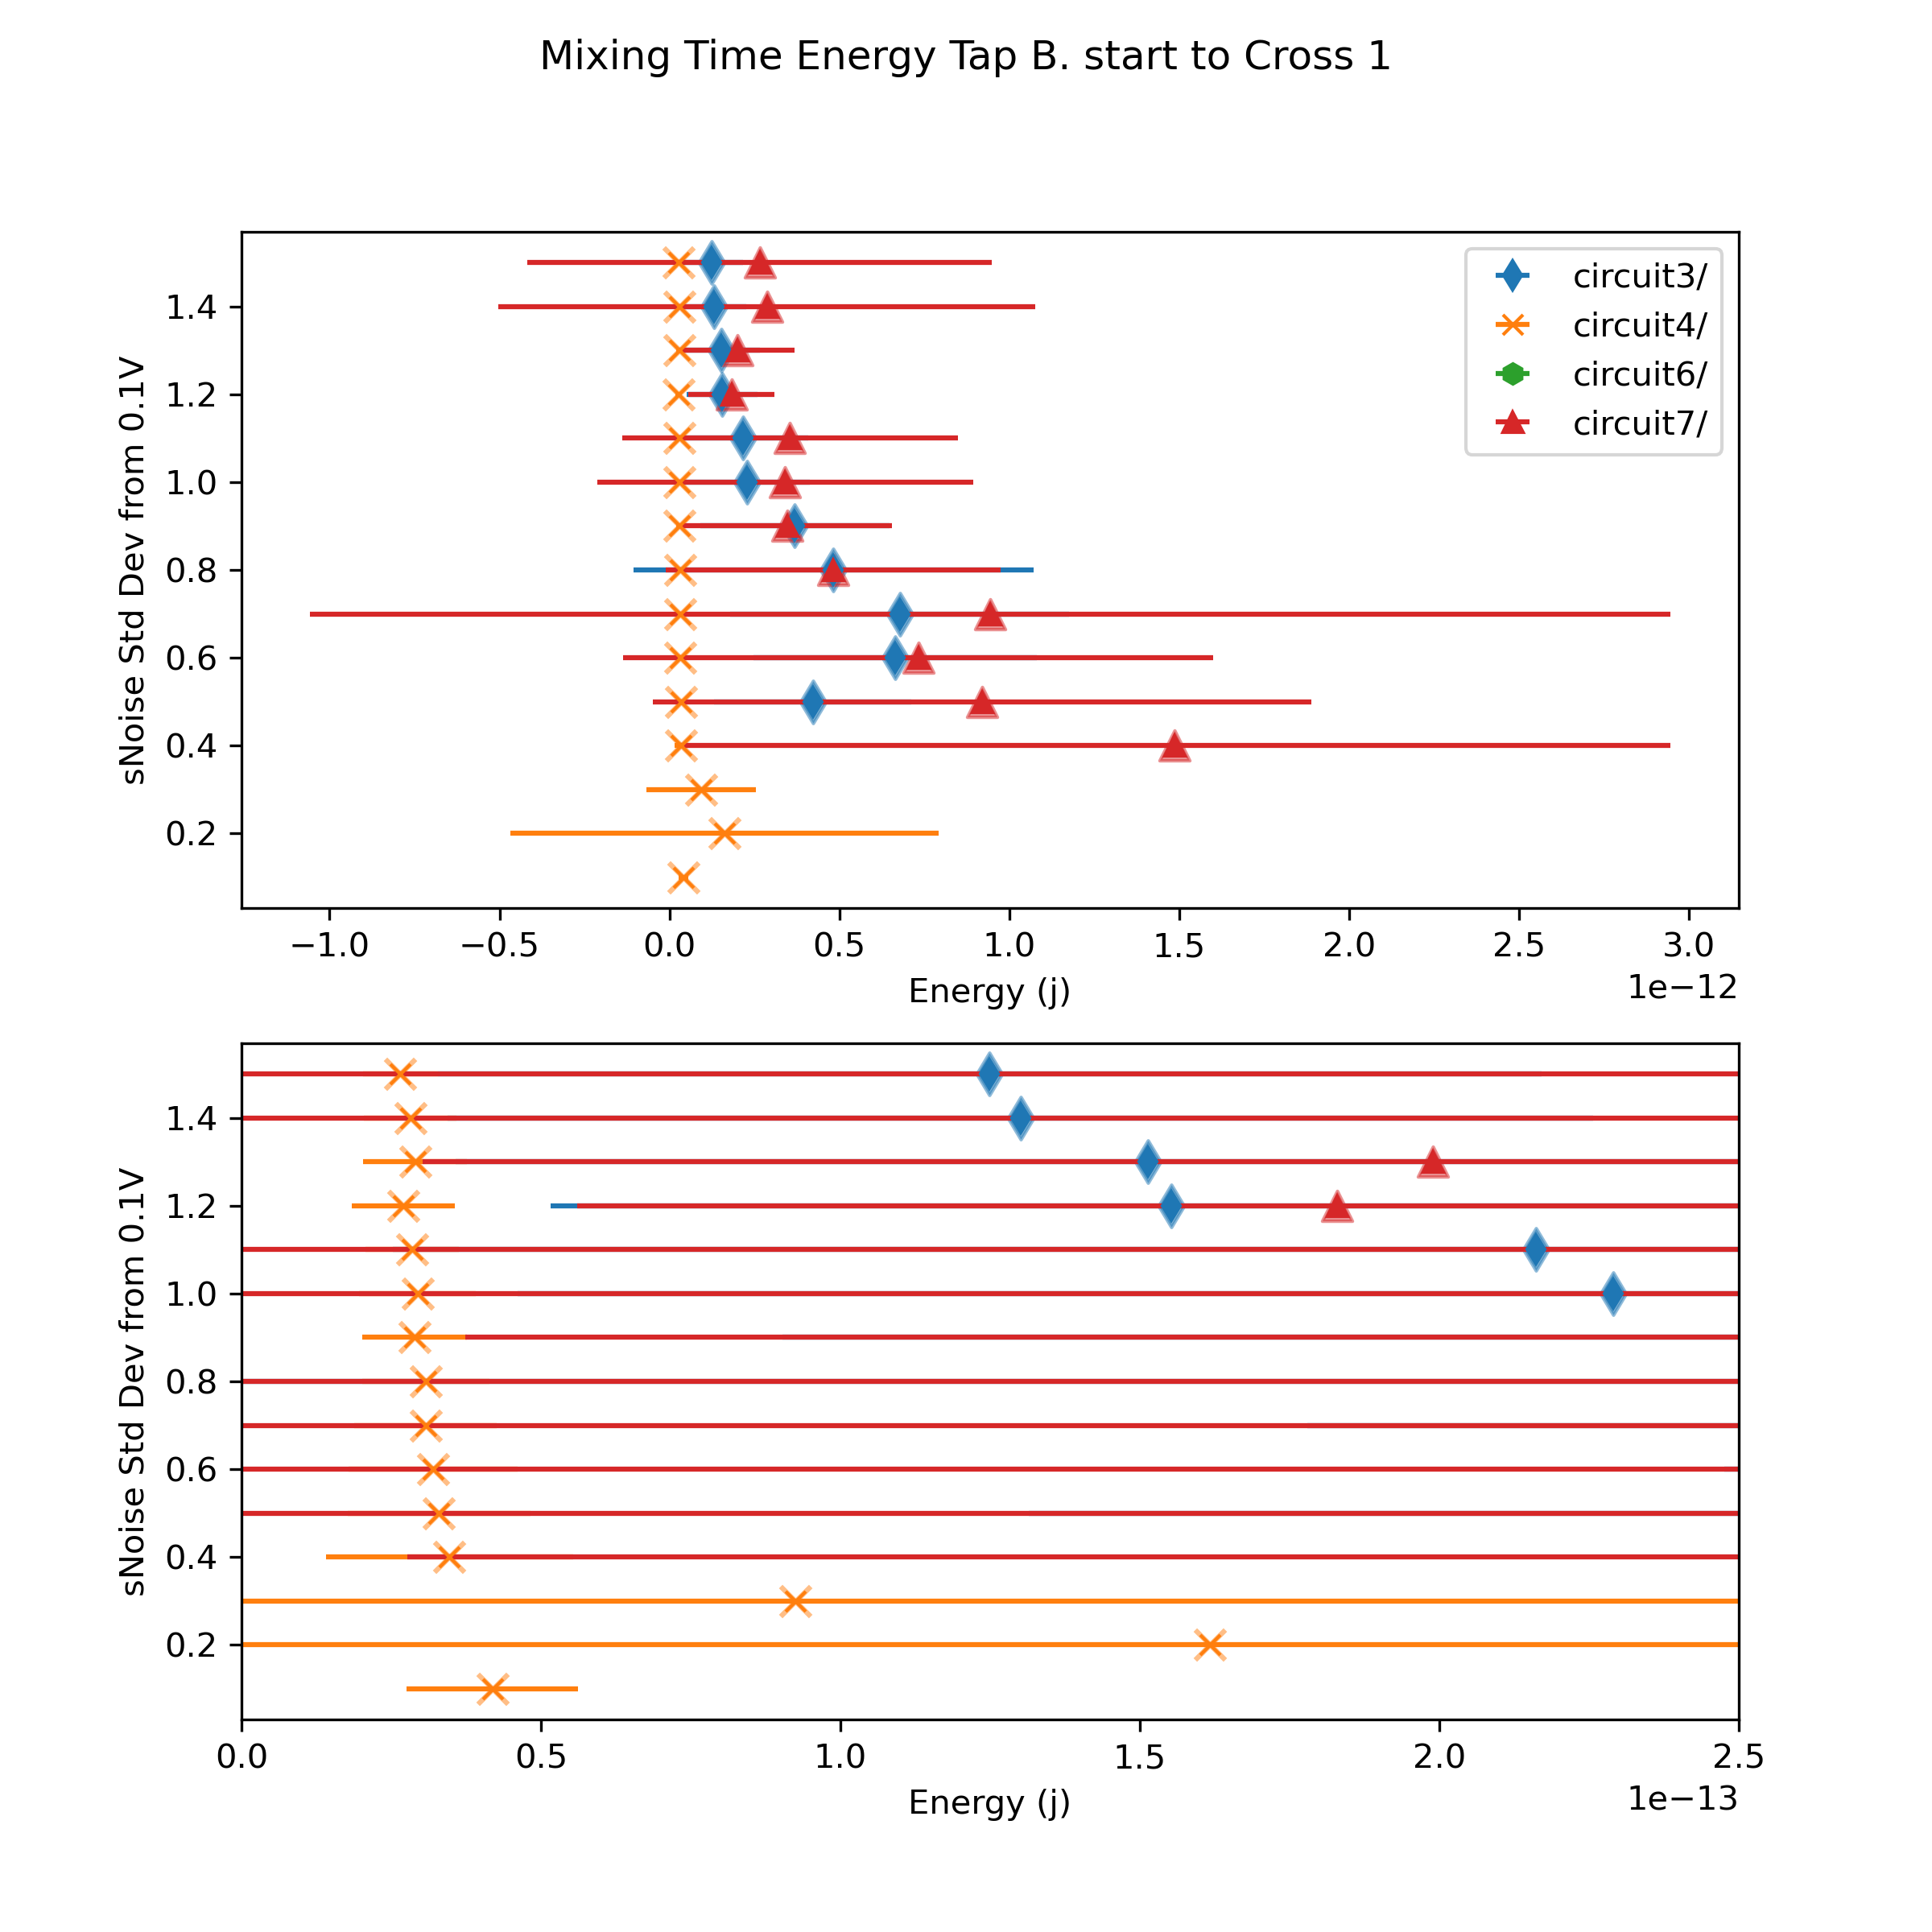 Mixing Time Energy Tap B. start to Cross 1
sNoise Std Dev from 0.1V
1.4
1.2
1.0
0.8
0.6
0.4
0.2
circuit3/
circuit4/
circuit6/
circuit7/
−1.0 −0.5 0.0 0.5 1.0 1.5 2.0 2.5 3.0
1e−12
Energy (j)
sNoise Std Dev from 0.1V
1.4
1.2
1.0
0.8
0.6
0.4
0.2
0.0 0.5 1.0 1.5 2.0 2.5
1e−13
Energy (j)